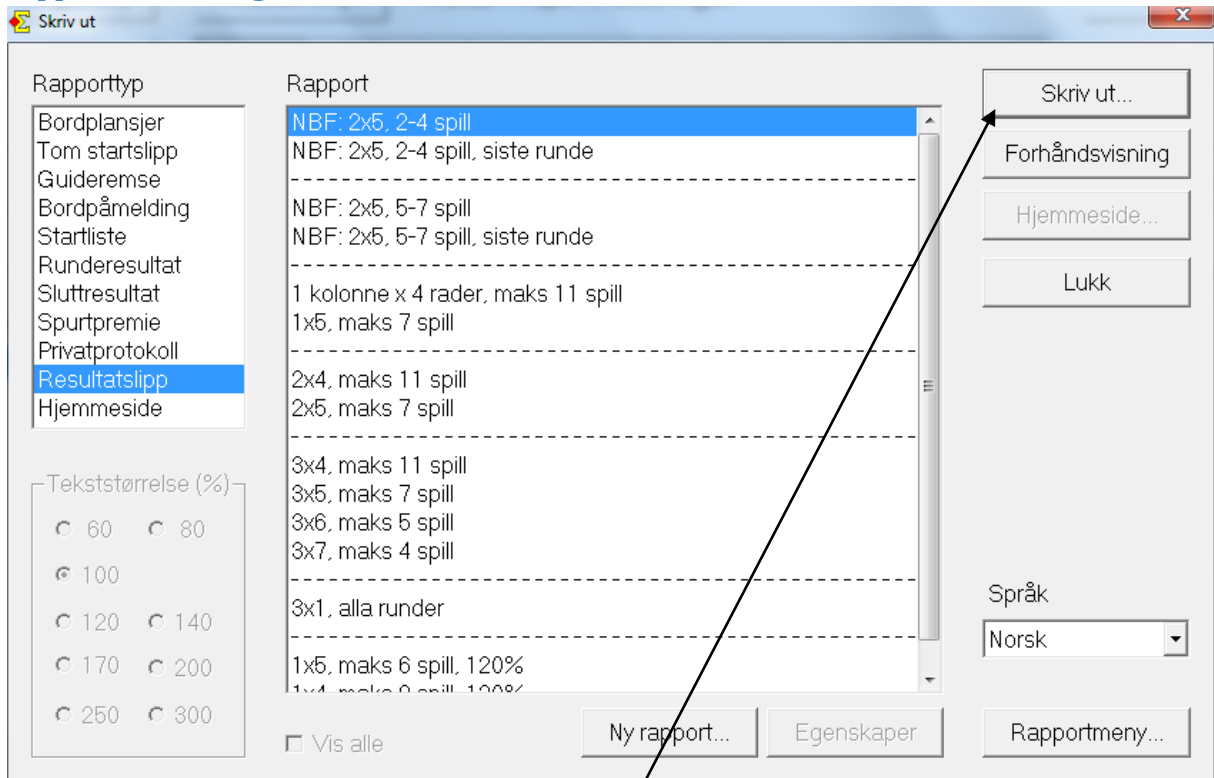 Skriv ut
Rapporttyp
Bordplansjer
Tom startslipp
Guideremse
Bordpåmelding
Startliste
Runderesultat
Sluttresultat
Spurtpremie
Privatprotokoll
Resultatslipp
Hjemmeside
Tekststørrelse (%)
60 80
100
120 140
170 200
250 300
Rapport
NBF: 2x5, 2-4 spill
NBF: 2x5, 2-4 spill, siste runde
NBF: 2x5, 5-7 spill
NBF: 2x5, 5-7 spill, siste runde
1 kolonne x 4 rader, maks 11 spill
1x5, maks 7 spill
2x4, maks 11 spill
2x5, maks 7 spill
3x4, maks 11 spill
3x5, maks 7 spill
3x6, maks 5 spill
3x7, maks 4 spill
3x1, alla runder
1x5, maks 6 spill, 120%
Vis alle
Ny rapport...
Egenskaper
Skriv ut...
Forhåndsvisning
Hjemmeside...
Lukk
Språk
Norsk
Rapportmeny...